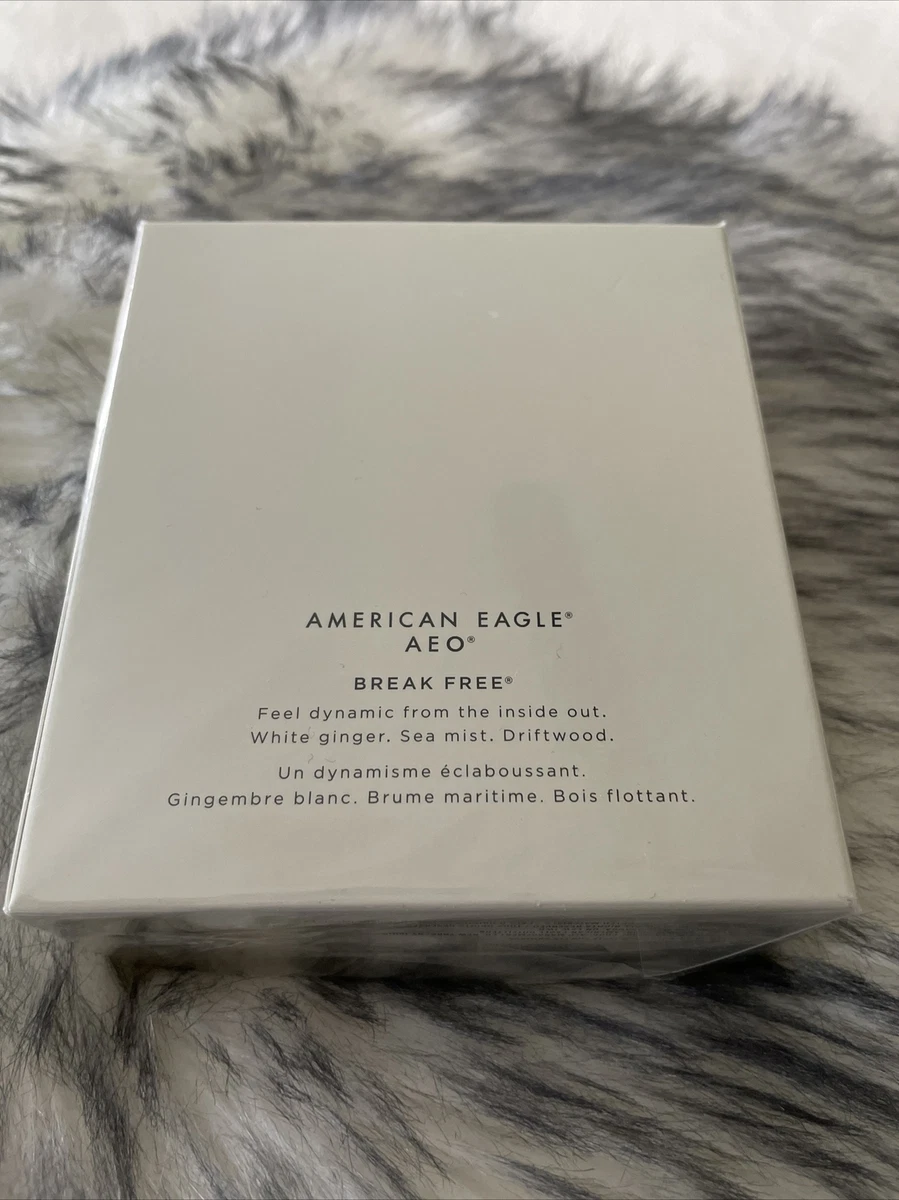 AMERICAN EAGLE®
AEO®
BREAK FREE®
Feel dynamic from the inside out.
White ginger. Sea mist. Driftwood.
Un dynamisme éclaboussant.
Gingembre blanc. Brume maritime. Bois flottant.